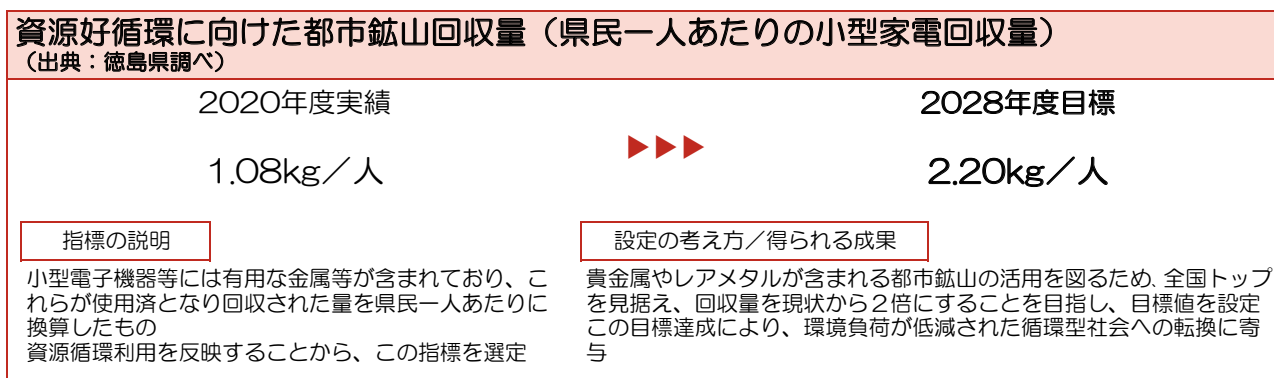 資源好循環に向けた都市鉱山回収量（県民一人あたりの小型家電回収量）
（出典：徳島県調べ）
2020年度実績
2028年度目標
1.08kg／人
▶▶▶
2.20kg／人
指標の説明
設定の考え方／得られる成果
小型電子機器等には有用な金属等が含まれており、こ
れらが使用済となり回収された量を県民一人あたりに
換算したもの
資源循環利用を反映することから、この指標を選定
貴金属やレアメタルが含まれる都市鉱山の活用を図るため、全国トップ
を見据え、回収量を現状から２倍にすることを目指し、目標値を設定
この目標達成により、環境負荷が低減された循環型社会への転換に寄
与